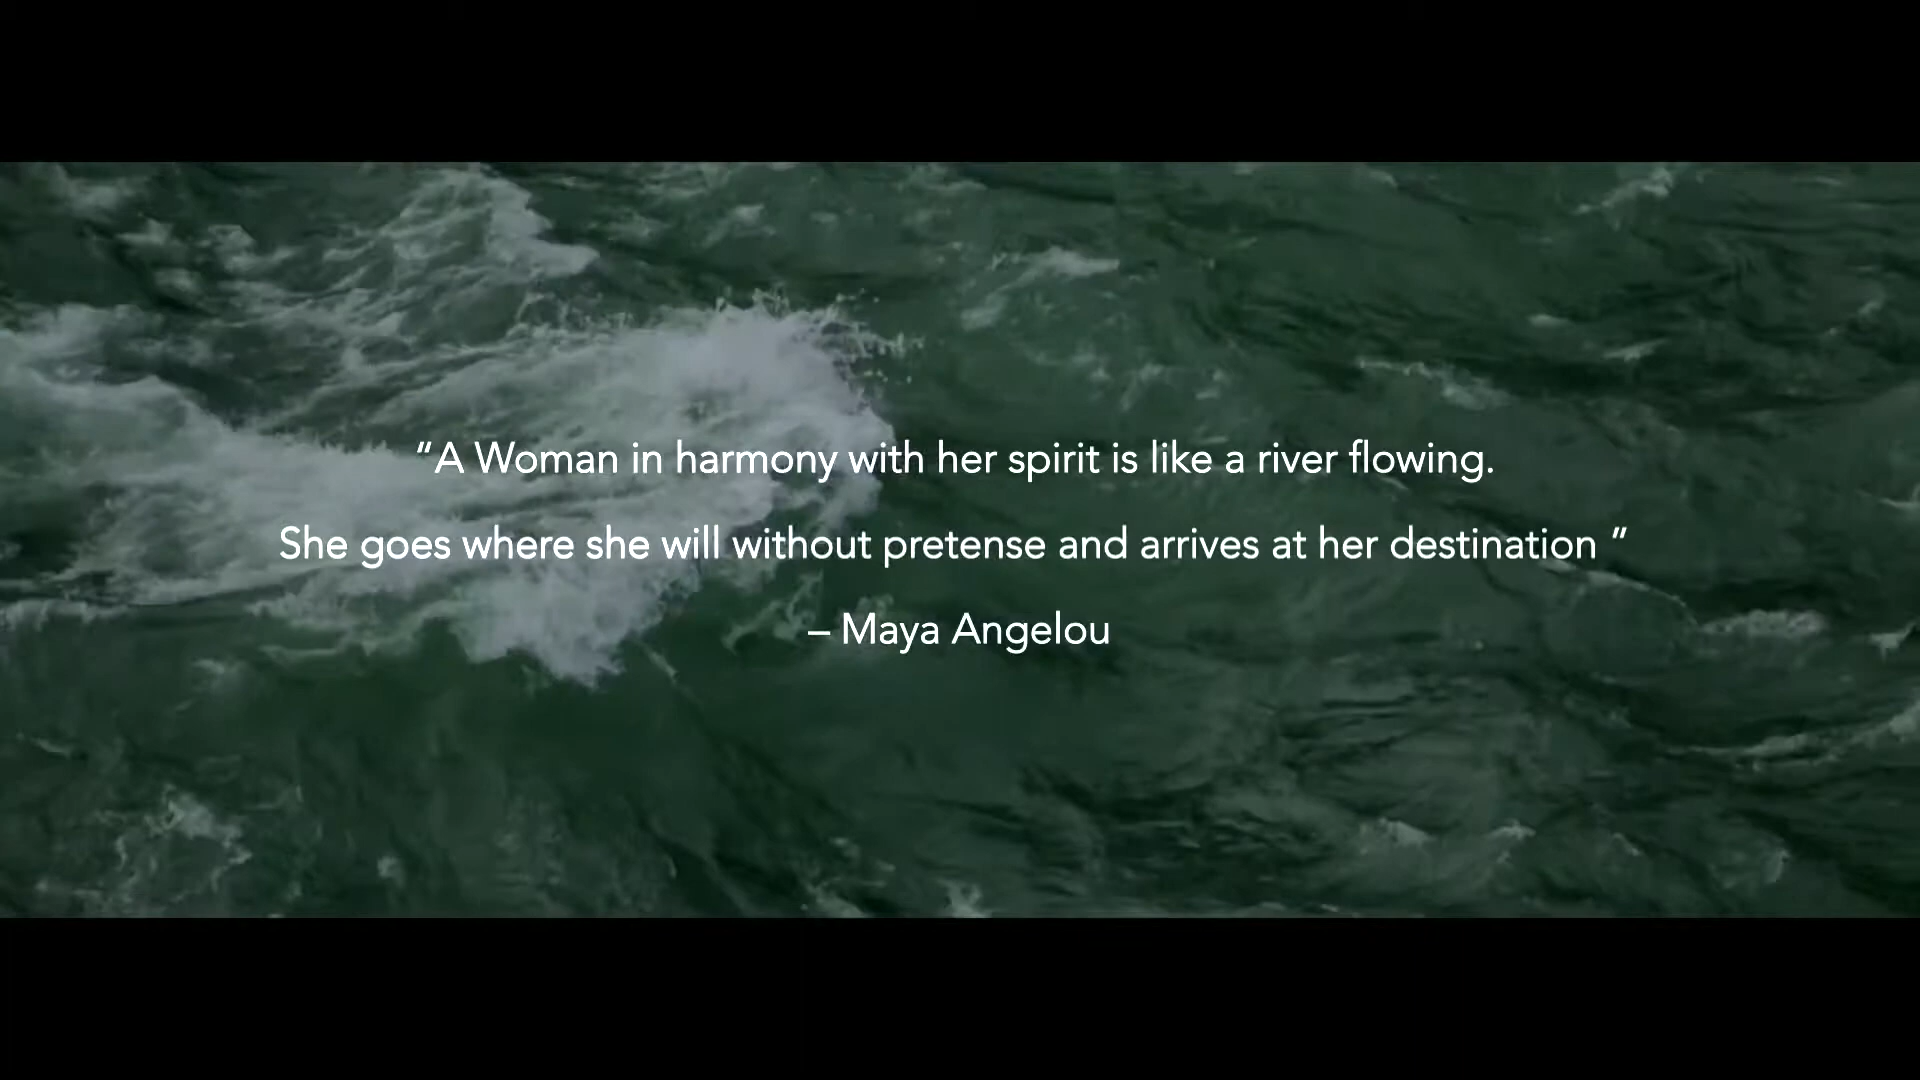 “A Woman in harmony with her spirit is like a river flowing.
She goes where she will without pretense and arrives at her destination ”
– Maya Angelou